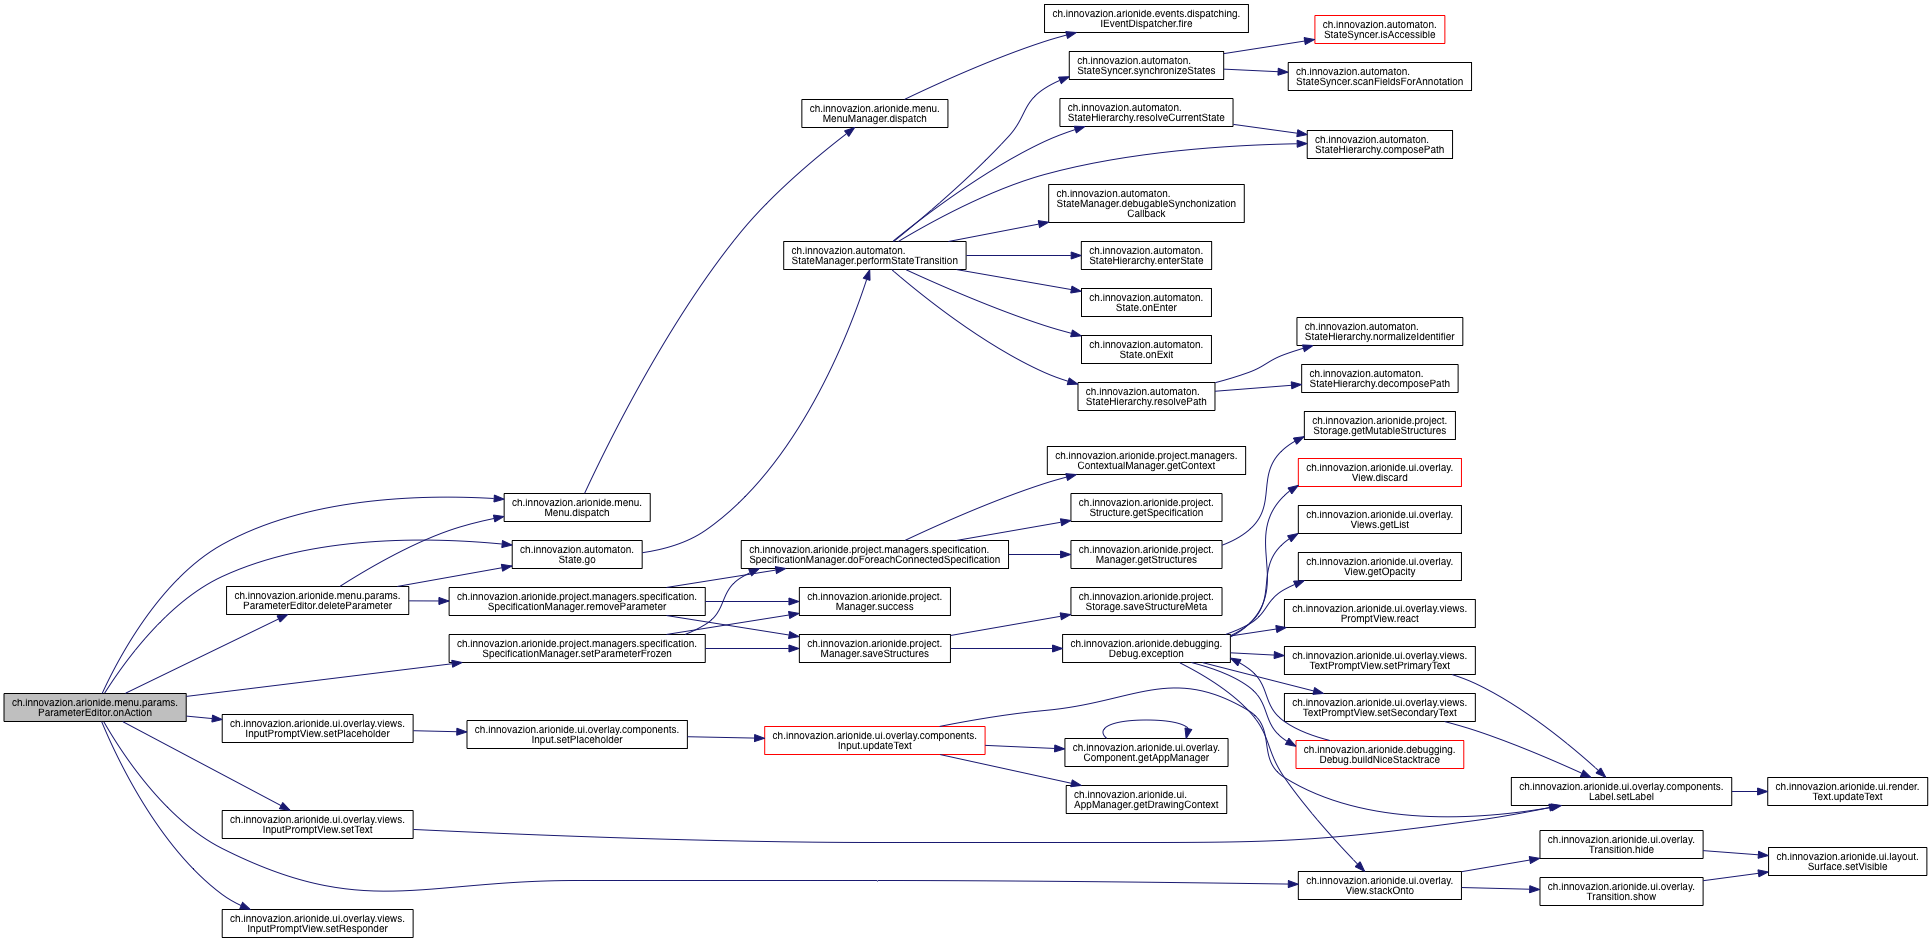 ch.innovazion.arionide.menu.params.
ParameterEditor.onAction
ch.innovazion.arionide.menu.
Menu.dispatch
ch.innovazion.automaton.
State.go
ch.innovazion.arionide.menu.params.
ParameterEditor.deleteParameter
ch.innovazion.arionide.project.managers.specification.
SpecificationManager.removeParameter
ch.innovazion.arionide.project.managers.specification.
SpecificationManager.setParameterFrozen
ch.innovazion.arionide.ui.overlay.views.
InputPromptView.setPlaceholder
ch.innovazion.arionide.ui.overlay.components.
Input.setPlaceholder
ch.innovazion.arionide.ui.overlay.views.
InputPromptView.setText
ch.innovazion.arionide.ui.overlay.views.
InputPromptView.setResponder
ch.innovazion.arionide.menu.
MenuManager.dispatch
ch.innovazion.automaton.
StateManager.performStateTransition
ch.innovazion.arionide.project.managers.specification.
SpecificationManager.doForeachConnectedSpecification
ch.innovazion.arionide.project.
Manager.success
ch.innovazion.arionide.project.
Manager.saveStructures
ch.innovazion.arionide.ui.overlay.components.
Input.updateText
ch.innovazion.arionide.events.dispatching.
IEventDispatcher.fire
ch.innovazion.automaton.
StateSyncer.synchronizeStates
ch.innovazion.automaton.
StateHierarchy.resolveCurrentState
ch.innovazion.automaton.
StateManager.debugableSynchonization
Callback
ch.innovazion.automaton.
StateHierarchy.enterState
ch.innovazion.automaton.
State.onEnter
ch.innovazion.automaton.
State.onExit
ch.innovazion.automaton.
StateHierarchy.resolvePath
ch.innovazion.arionide.project.managers.
ContextualManager.getContext
ch.innovazion.arionide.project.
Structure.getSpecification
ch.innovazion.arionide.project.
Manager.getStructures
ch.innovazion.arionide.project.
Storage.saveStructureMeta
ch.innovazion.arionide.debugging.
Debug.exception
ch.innovazion.arionide.ui.overlay.
Component.getAppManager
ch.innovazion.arionide.ui.
AppManager.getDrawingContext
ch.innovazion.automaton.
StateSyncer.isAccessible
ch.innovazion.automaton.
StateSyncer.scanFieldsForAnnotation
ch.innovazion.automaton.
StateHierarchy.composePath
ch.innovazion.automaton.
StateHierarchy.normalizeIdentifier
ch.innovazion.automaton.
StateHierarchy.decomposePath
ch.innovazion.arionide.project.
Storage.getMutableStructures
ch.innovazion.arionide.ui.overlay.
View.discard
ch.innovazion.arionide.ui.overlay.
Views.getList
ch.innovazion.arionide.ui.overlay.
View.getOpacity
ch.innovazion.arionide.ui.overlay.views.
PromptView.react
ch.innovazion.arionide.ui.overlay.views.
TextPromptView.setPrimaryText
ch.innovazion.arionide.ui.overlay.views.
TextPromptView.setSecondaryText
ch.innovazion.arionide.debugging.
Debug.buildNiceStacktrace
ch.innovazion.arionide.ui.overlay.
View.stackOnto
ch.innovazion.arionide.ui.overlay.components.
Label.setLabel
ch.innovazion.arionide.ui.overlay.
Transition.hide
ch.innovazion.arionide.ui.overlay.
Transition.show
ch.innovazion.arionide.ui.render.
Text.updateText
ch.innovazion.arionide.ui.layout.
Surface.setVisible